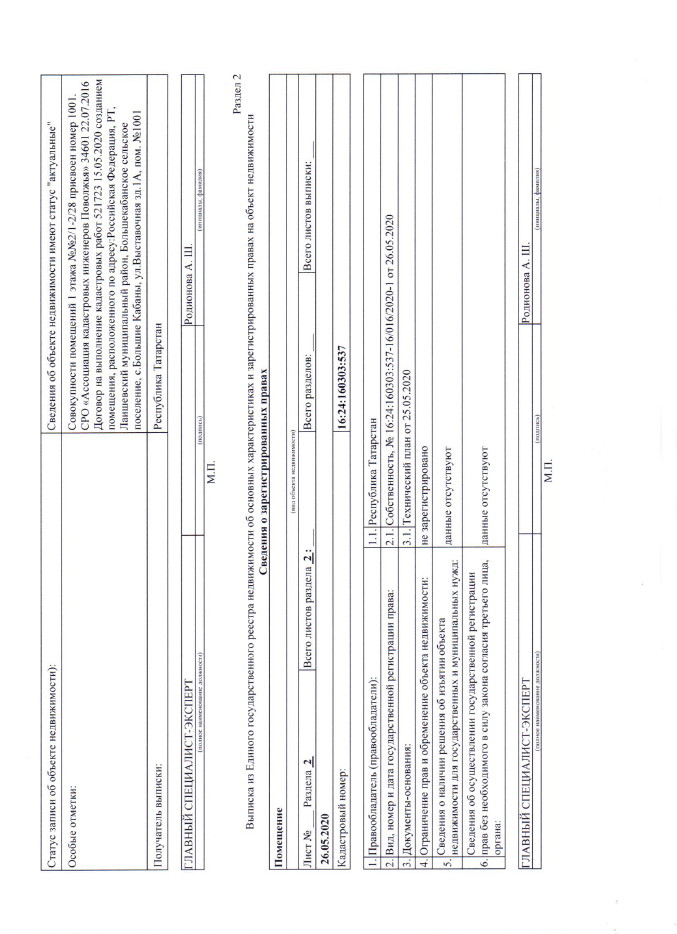 Статус записи об объекте недвижимости: Сведения об объекте недвижимости имеют статус "актуальные"
Особые отметки: Совокупности помещений 1 этажа №№2/1-2/28 присвоен номер 1001.
СРО «Ассоциация кадастровых инженеров Поволжья» 34601 22.07.2016
Договор на выполнение кадастровых работ 521723 15.05.2020 созданием
помещения, расположенного по адресу:Российская Федерация, РТ,
Лаишевский муниципальный район, Большекабанское сельское
поселение, с.Большие Кабаны, ул.Выставочная зд.1А, пом. №1001
Получатель выписки: Республика Татарстан
ГЛАВНЫЙ СПЕЦИАЛИСТ-ЭКСПЕРТ Родионова А. Ш.
(полное наименование должности) (подпись) (инициалы, фамилия)
М.П.
Раздел 2
Выписка из Единого государственного реестра недвижимости об основных характеристиках и зарегистрированных правах на объект недвижимости
Сведения о зарегистрированных правах
Помещение
(вид объекта недвижимости)
Лист № ___ Раздела 2 Всего листов раздела 2 : ___ Всего разделов: ___ Всего листов выписки: ___
26.05.2020
Кадастровый номер: 16:24:160303:537
1. Правообладатель (правообладатели): 1.1. Республика Татарстан
2. Вид, номер и дата государственной регистрации права: 2.1. Собственность, № 16:24:160303:537-16/016/2020-1 от 26.05.2020
3. Документы-основания: 3.1. Технический план от 25.05.2020
4. Ограничение прав и обременение объекта недвижимости: не зарегистрировано
5. Сведения о наличии решения об изъятии объекта
недвижимости для государственных и муниципальных нужд: данные отсутствуют
6. Сведения об осуществлении государственной регистрации
прав без необходимого в силу закона согласия третьего лица,
органа: данные отсутствуют
ГЛАВНЫЙ СПЕЦИАЛИСТ-ЭКСПЕРТ Родионова А. Ш.
(полное наименование должности) (подпись) (инициалы, фамилия)
М.П.